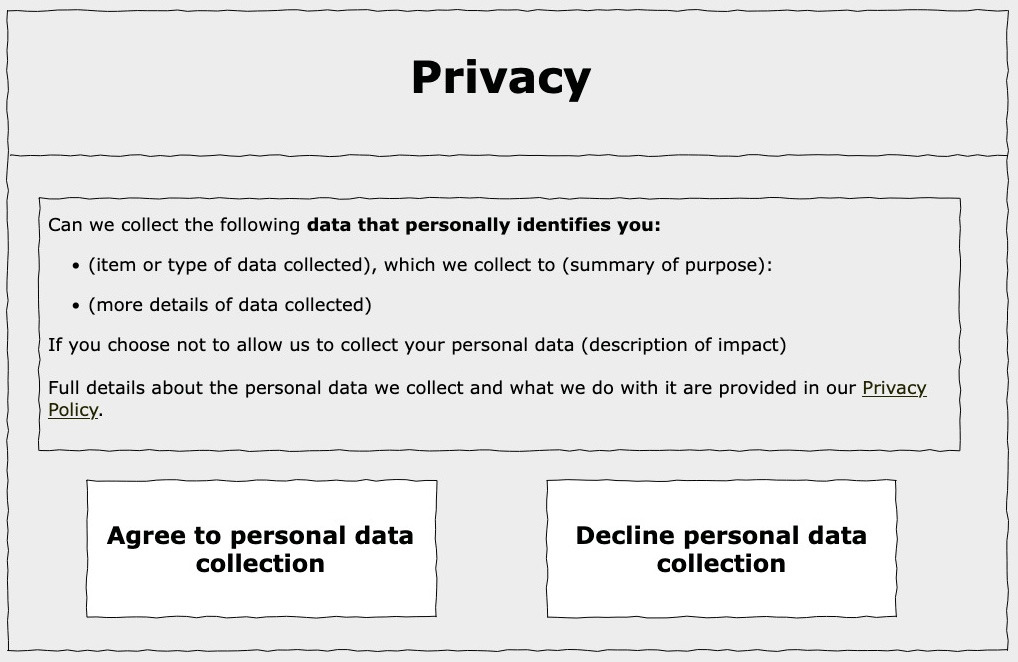 Privacy
Can we collect the following data that personally identifies you:
• (item or type of data collected), which we collect to (summary of purpose):
• (more details of data collected)
If you choose not to allow us to collect your personal data (description of impact)
Full details about the personal data we collect and what we do with it are provided in our Privacy
Policy.
Agree to personal data
collection
Decline personal data
collection